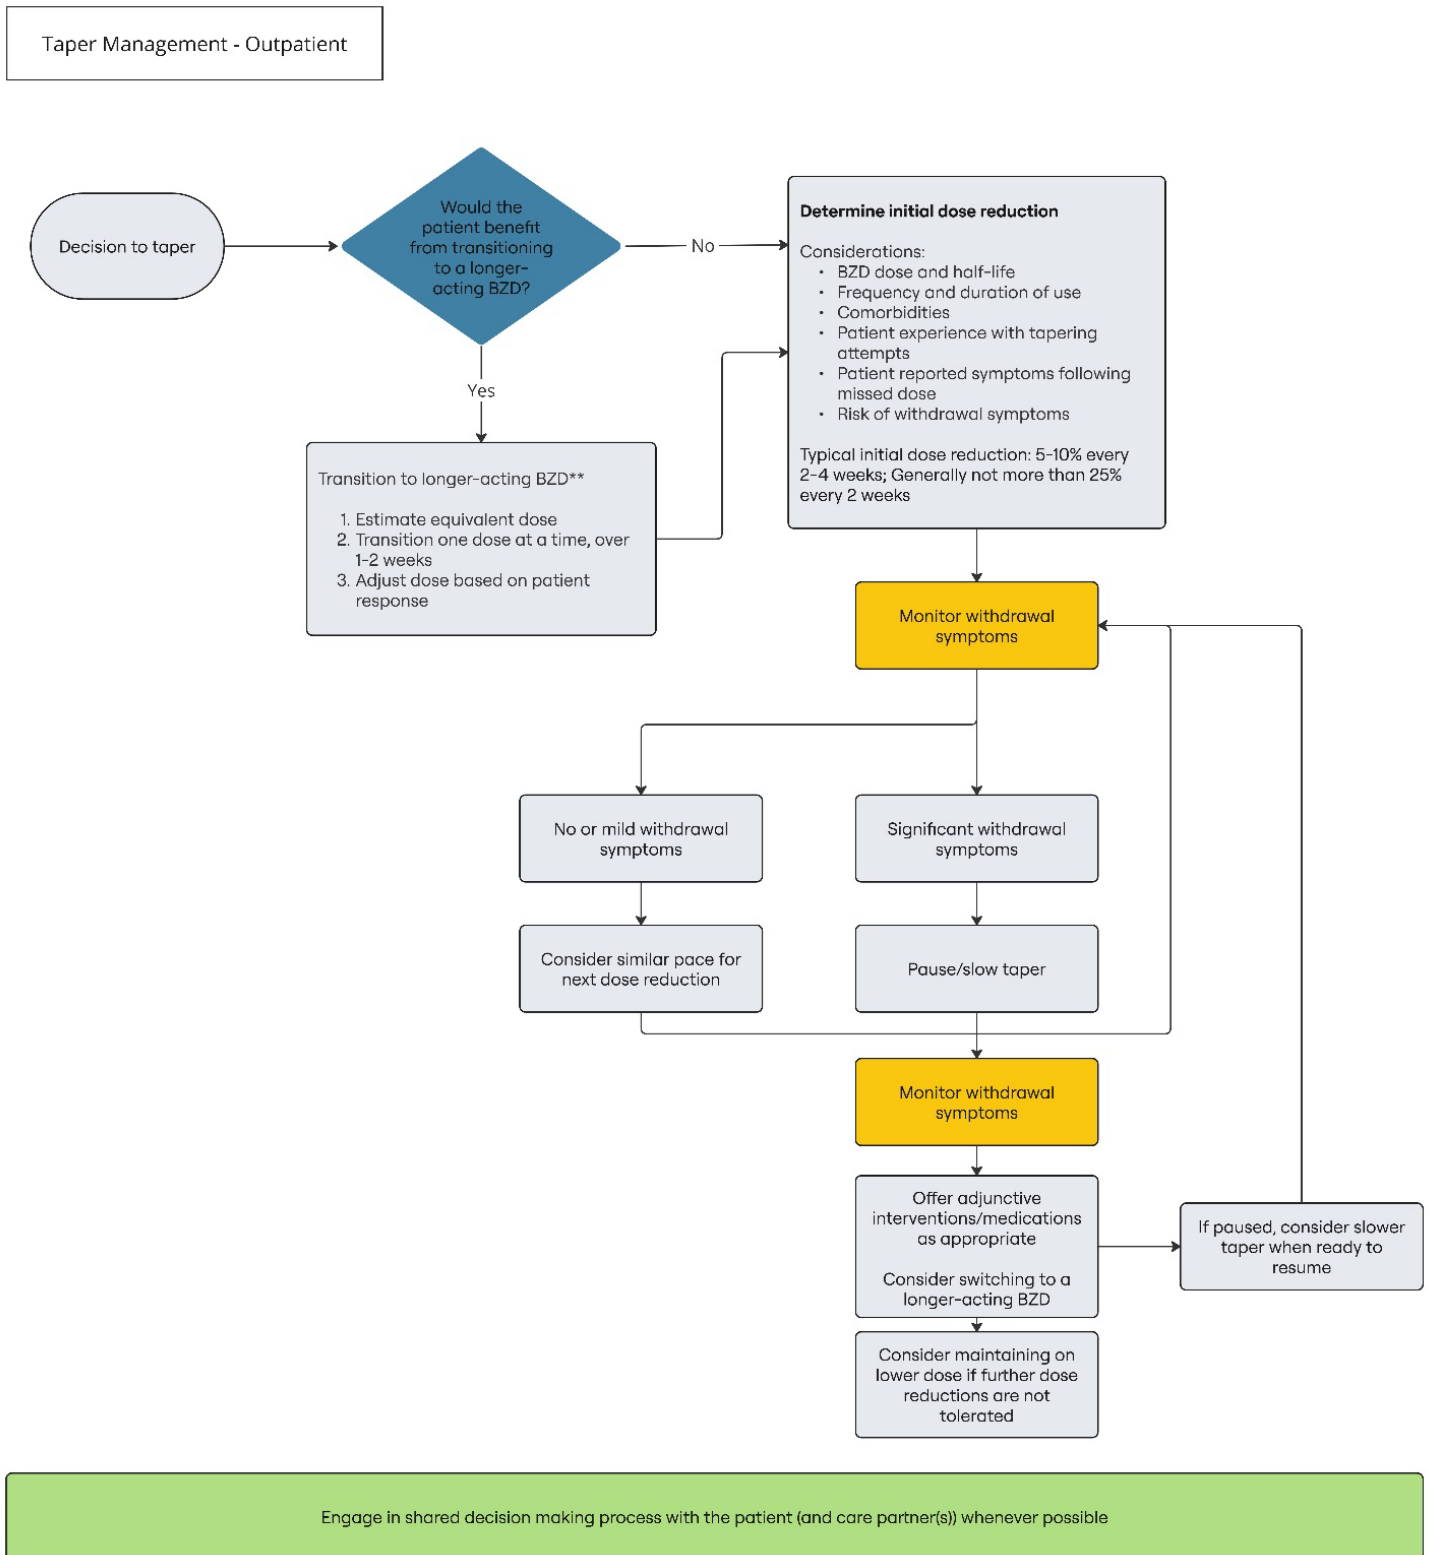 Taper Management - Outpatient
Decision to taper
Would the
patient benefit
from transitioning
to a longer-
acting BZD?
No
Yes
Determine initial dose reduction
Considerations:
• BZD dose and half-life
• Frequency and duration of use
• Comorbidities
• Patient experience with tapering
attempts
• Patient reported symptoms following
missed dose
• Risk of withdrawal symptoms
Typical initial dose reduction: 5-10% every
2-4 weeks; Generally not more than 25%
every 2 weeks
Transition to longer-acting BZD**
1. Estimate equivalent dose
2. Transition one dose at a time, over
1-2 weeks
3. Adjust dose based on patient
response
Monitor withdrawal
symptoms
No or mild withdrawal
symptoms
Significant withdrawal
symptoms
Consider similar pace for
next dose reduction
Pause/slow taper
Monitor withdrawal
symptoms
Offer adjunctive
interventions/medications
as appropriate
Consider switching to a
longer-acting BZD
If paused, consider slower
taper when ready to
resume
Consider maintaining on
lower dose if further dose
reductions are not
tolerated
Engage in shared decision making process with the patient (and care partner(s)) whenever possible